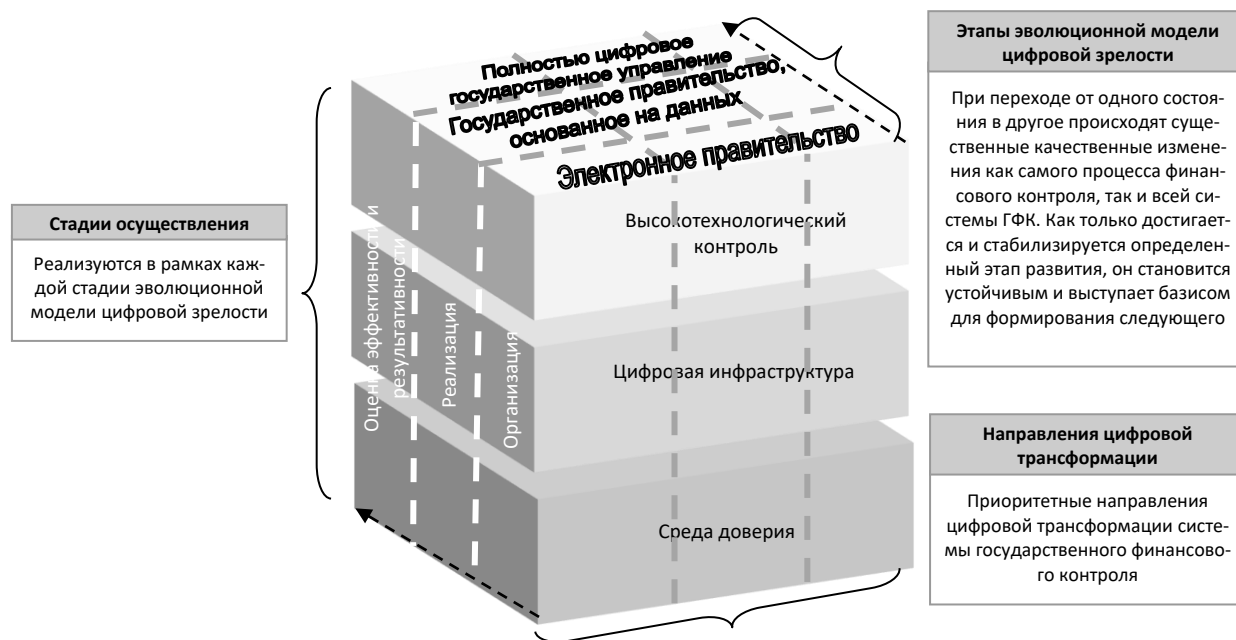 Этапы эволюционной модели
цифровой зрелости
При переходе от одного состоя-
ния в другое происходят суще-
ственные качественные измене-
ния как самого процесса финан-
сового контроля, так и всей си-
стемы ГФК. Как только достигает-
ся и стабилизируется определен-
ный этап развития, он становится
устойчивым и выступает базисом
для формирования следующего
Полностью цифровое
государственное управление
Государственное правительство,
основанное на данных
Электронное правительство
Стадии осуществления
Реализуются в рамках каж-
дой стадии эволюционной
модели цифровой зрелости
Оценка эффективности и
результативности
Реализация
Организация
Высокотехнологический
контроль
Цифровая инфраструктура
Среда доверия
Направления цифровой
трансформации
Приоритетные направления
цифровой трансформации систе-
мы государственного финансово-
го контроля